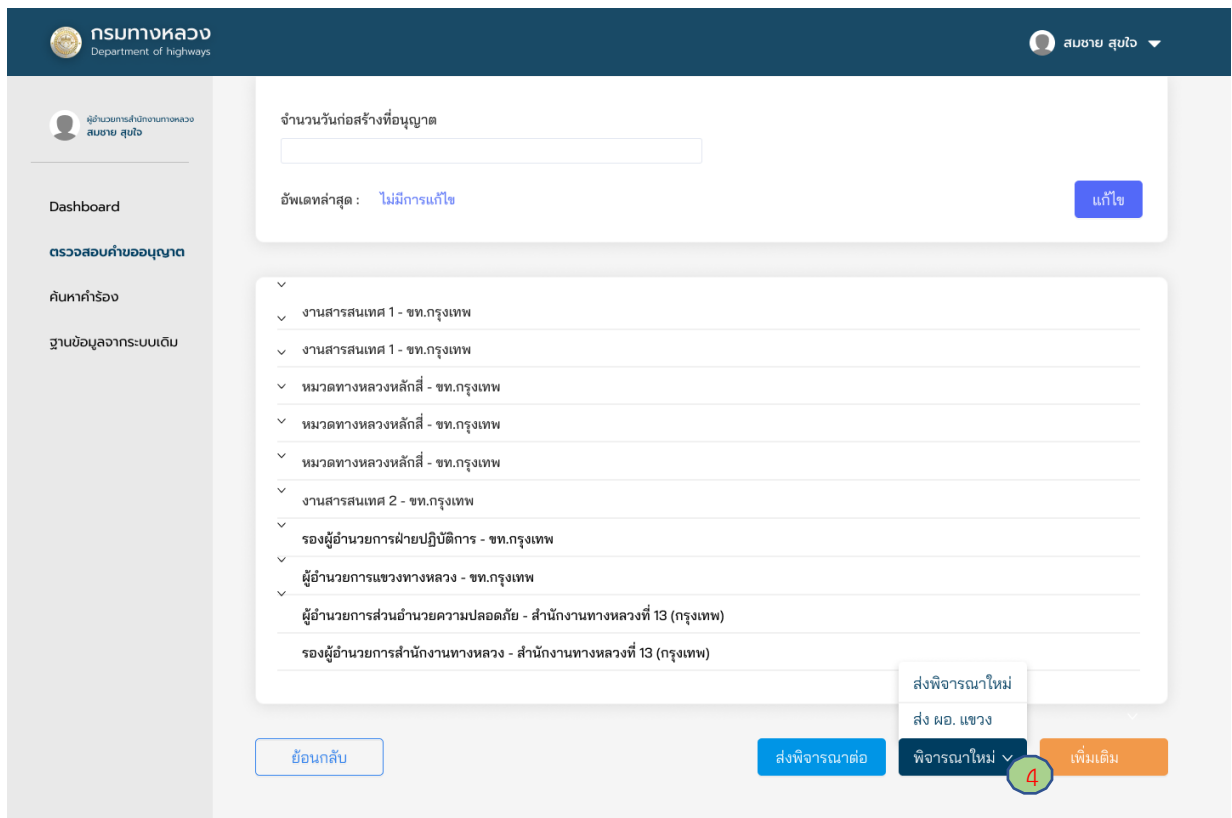 กรมทางหลวง
Department of highways
สมชาย สุขใจ
ผู้อำนวยการสำนักงานทางหลวง
สมชาย สุขใจ
Dashboard
ตรวจสอบคำขออนุญาต
ค้นหาคำร้อง
ฐานข้อมูลจากระบบเดิม
จำนวนวันก่อสร้างที่อนุญาต
อัพเดทล่าสุด : ไม่มีการแก้ไข
แก้ไข
งานสารสนเทศ 1 - ขท.กรุงเทพ
งานสารสนเทศ 1 - ขท.กรุงเทพ
หมวดทางหลวงหลักสี่ - ขท.กรุงเทพ
หมวดทางหลวงหลักสี่ - ขท.กรุงเทพ
หมวดทางหลวงหลักสี่ - ขท.กรุงเทพ
งานสารสนเทศ 2 - ขท.กรุงเทพ
รองผู้อำนวยการฝ่ายปฏิบัติการ - ขท.กรุงเทพ
ผู้อำนวยการแขวงทางหลวง - ขท.กรุงเทพ
ผู้อำนวยการส่วนอำนวยความปลอดภัย - สำนักงานทางหลวงที่ 13 (กรุงเทพ)
รองผู้อำนวยการสำนักงานทางหลวง - สำนักงานทางหลวงที่ 13 (กรุงเทพ)
ส่งพิจารณาใหม่
ส่ง ผอ. แขวง
ย้อนกลับ
ส่งพิจารณาต่อ
พิจารณาใหม่
4
เพิ่มเติม